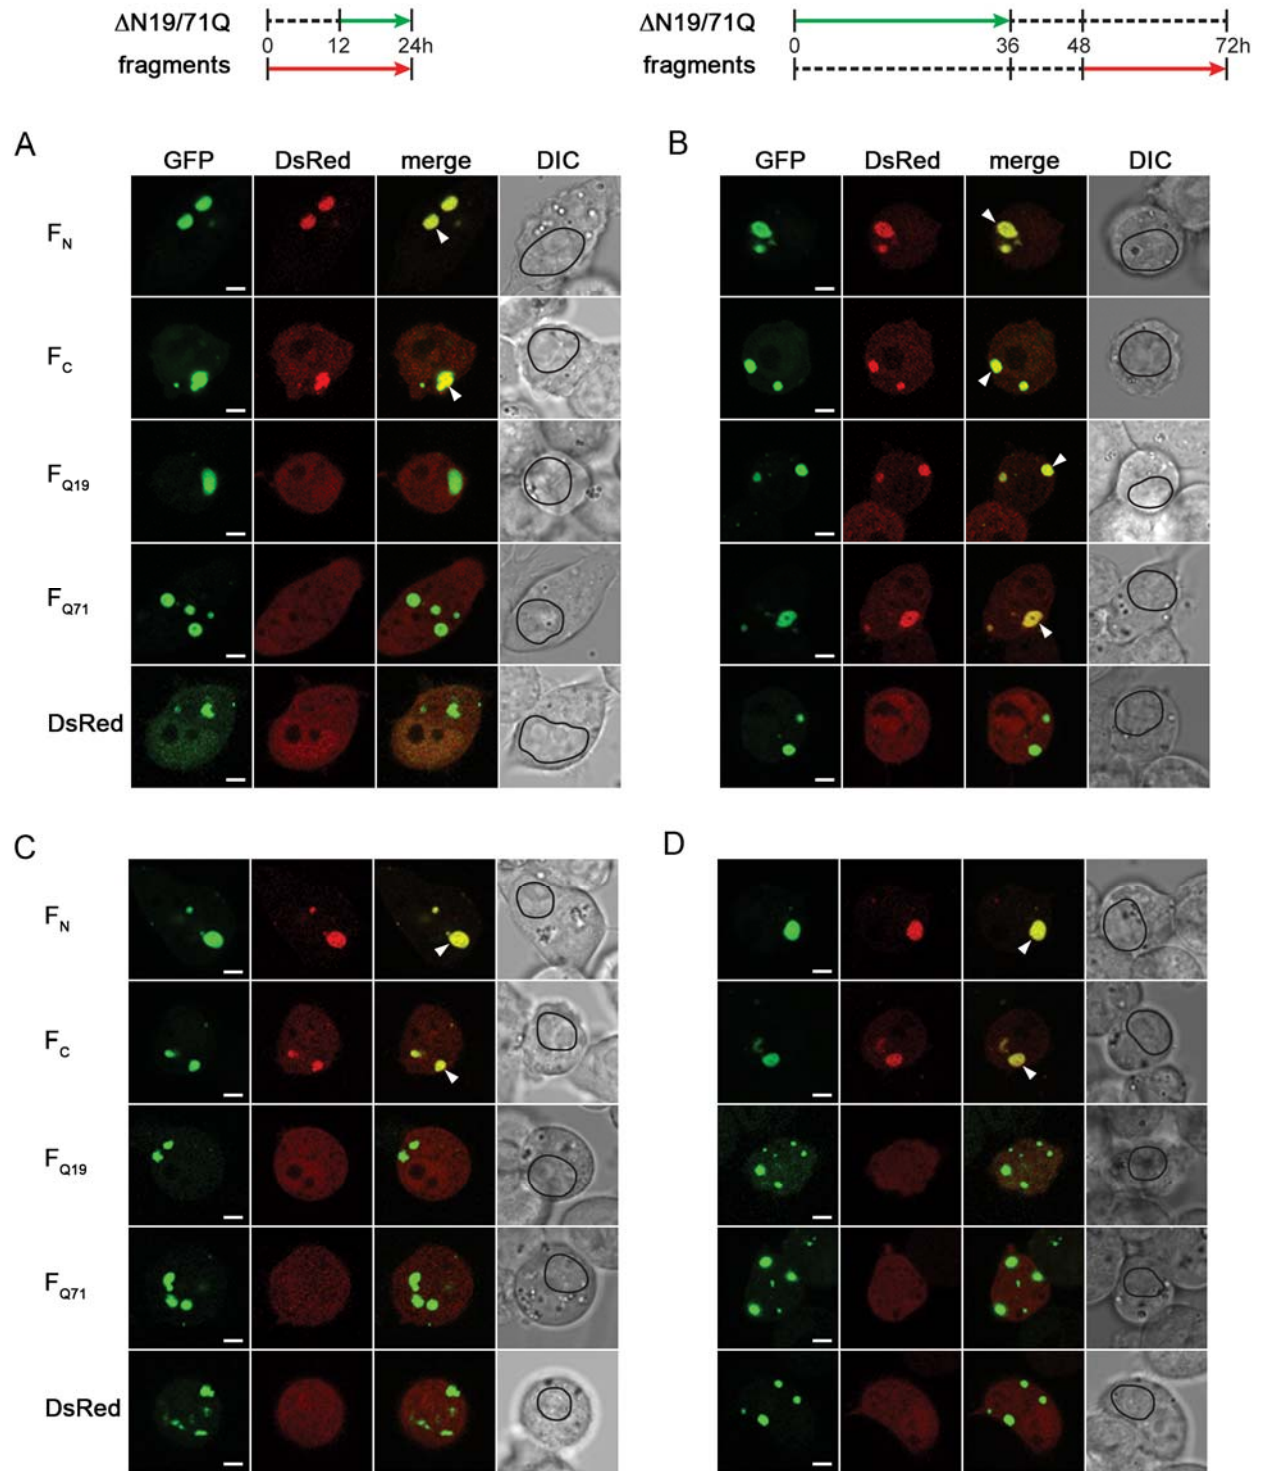 ΔN19/71Q
0 12 24h
fragments
ΔN19/71Q
0 36 48 72h
fragments
A
GFP DsRed merge DIC
F_N
F_C
F_Q19
F_Q71
DsRed
B
GFP DsRed merge DIC
C
F_N
F_C
F_Q19
F_Q71
DsRed
D